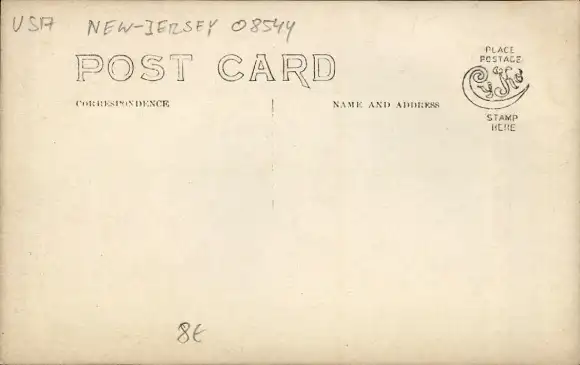 USA NEW-JERSEY 08544
POST CARD
PLACE
POSTAGE
STAMP
HERE
CORRESPONDENCE
NAME AND ADDRESS
8€